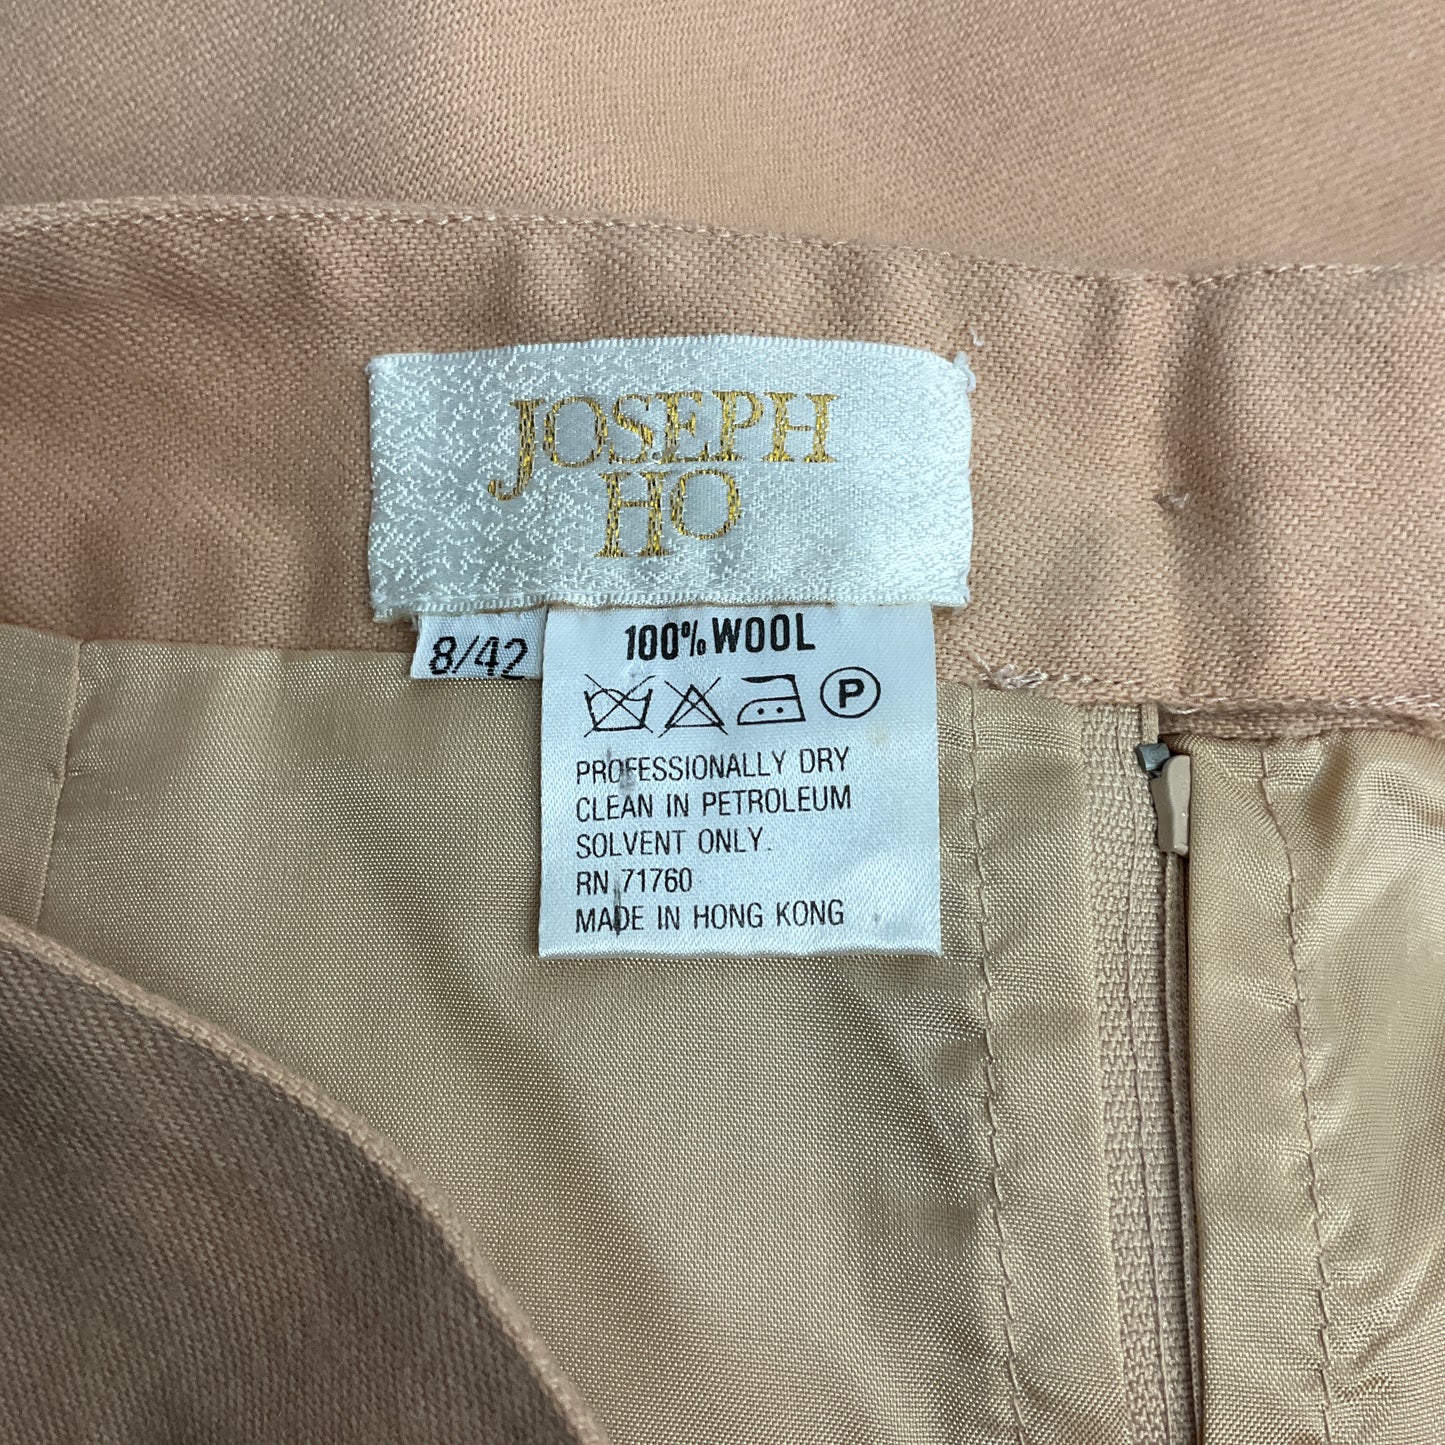 JOSEPH
HO
8/42
100% WOOL
P
PROFESSIONALLY DRY
CLEAN IN PETROLEUM
SOLVENT ONLY.
RN 71760
MADE IN HONG KONG